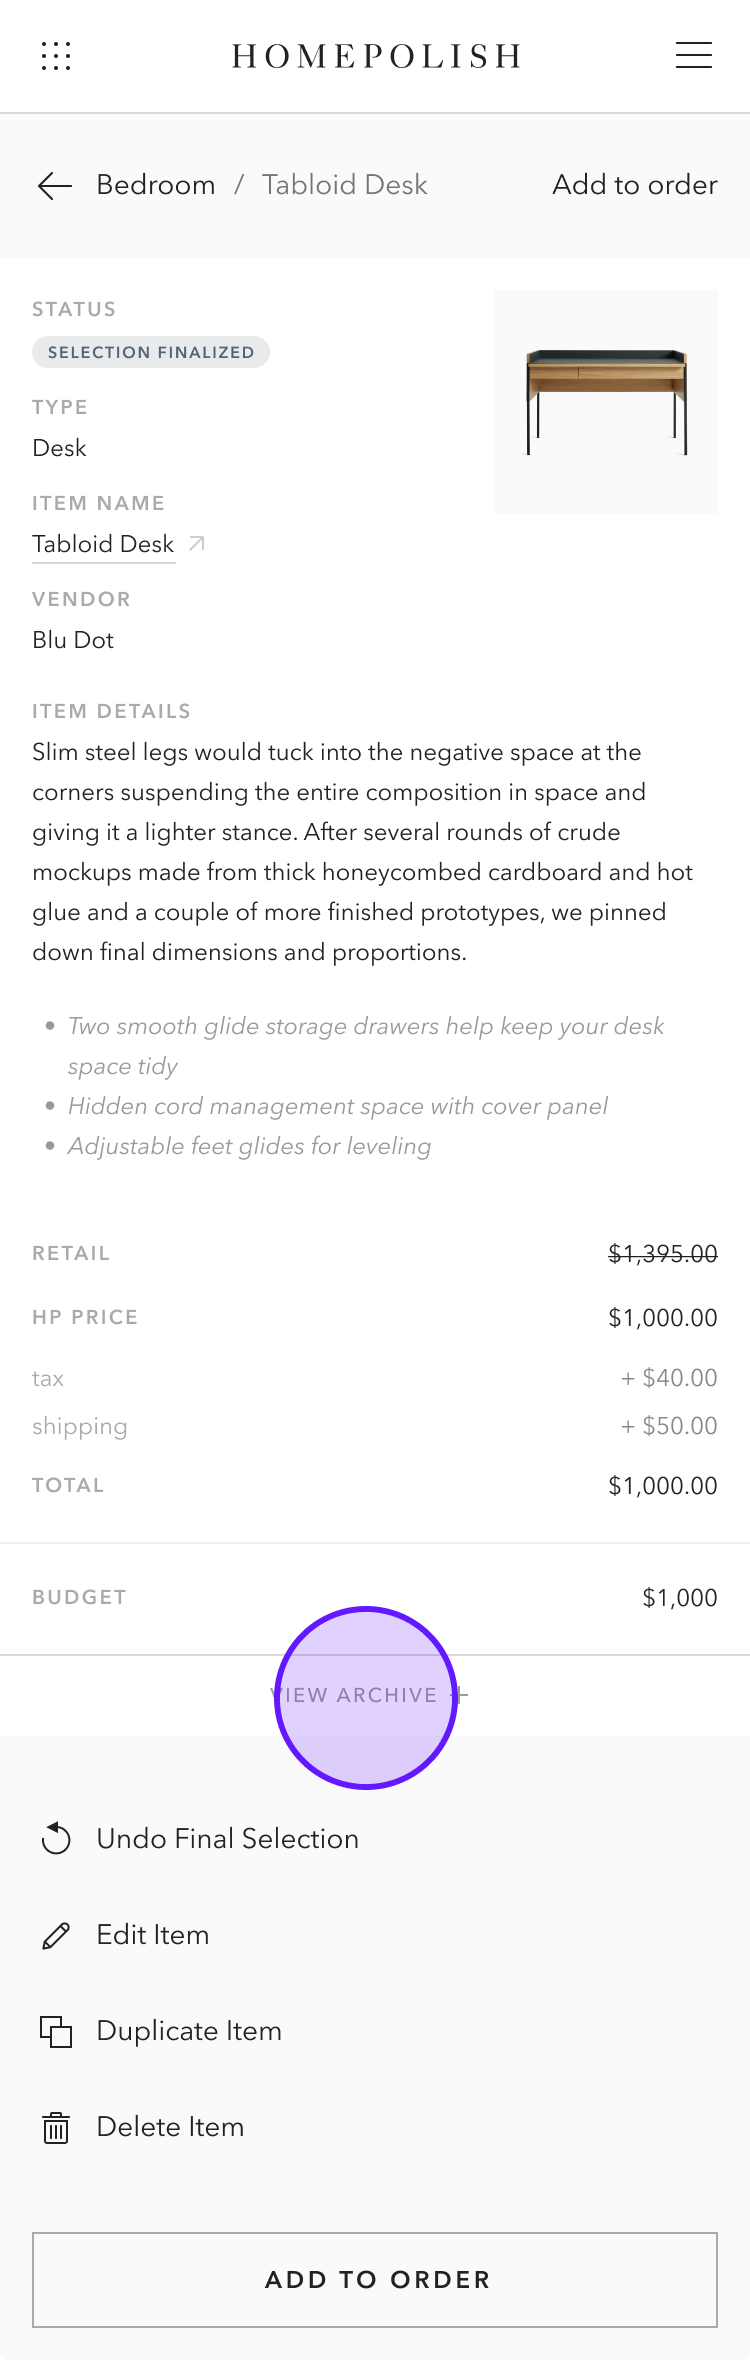 HOMEPOLISH
Bedroom / Tabloid Desk Add to order
STATUS
SELECTION FINALIZED
TYPE
Desk
ITEM NAME
Tabloid Desk
VENDOR
Blu Dot
ITEM DETAILS
Slim steel legs would tuck into the negative space at the
corners suspending the entire composition in space and
giving it a lighter stance. After several rounds of crude
mockups made from thick honeycombed cardboard and hot
glue and a couple of more finished prototypes, we pinned
down final dimensions and proportions.
• Two smooth glide storage drawers help keep your desk
space tidy
• Hidden cord management space with cover panel
• Adjustable feet glides for leveling
RETAIL $1,395.00
HP PRICE $1,000.00
tax + $40.00
shipping + $50.00
TOTAL $1,000.00
BUDGET $1,000
VIEW ARCHIVE +
Undo Final Selection
Edit Item
Duplicate Item
Delete Item
ADD TO ORDER